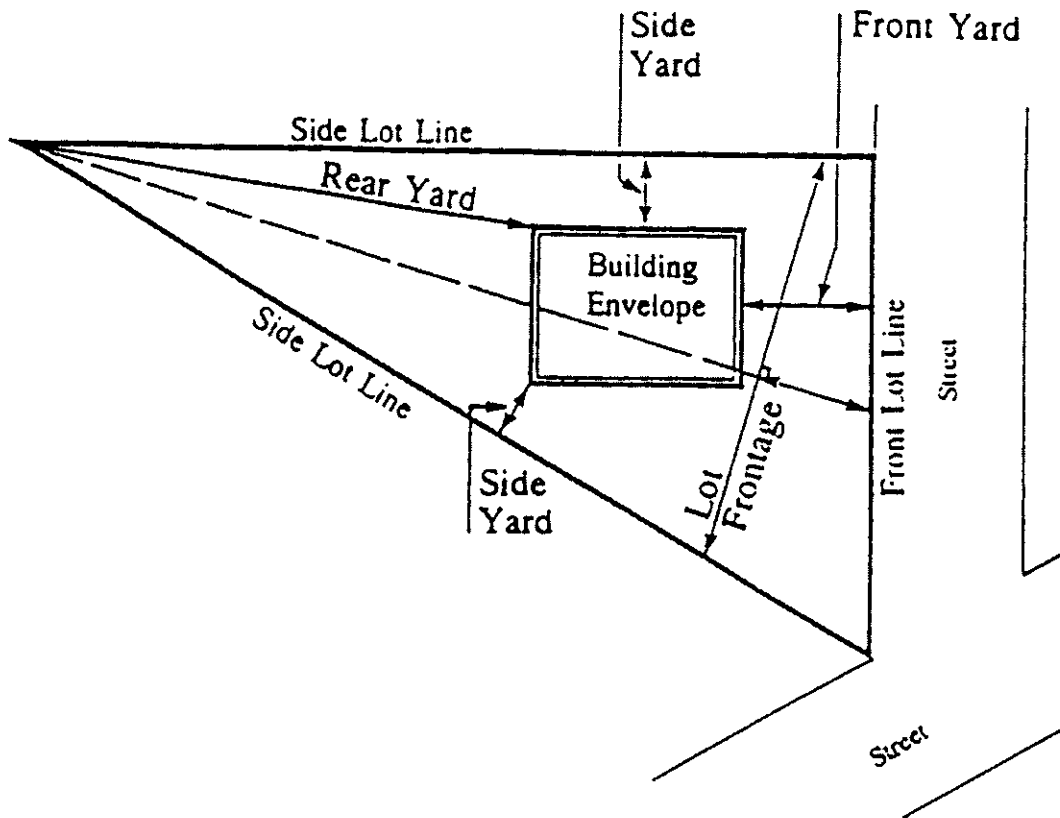 Side
Yard
Front Yard
Side Lot Line
Rear Yard
Building
Envelope
Side Lot Line
Front Lot Line
Street
Lot
Frontage
Side
Yard
Street